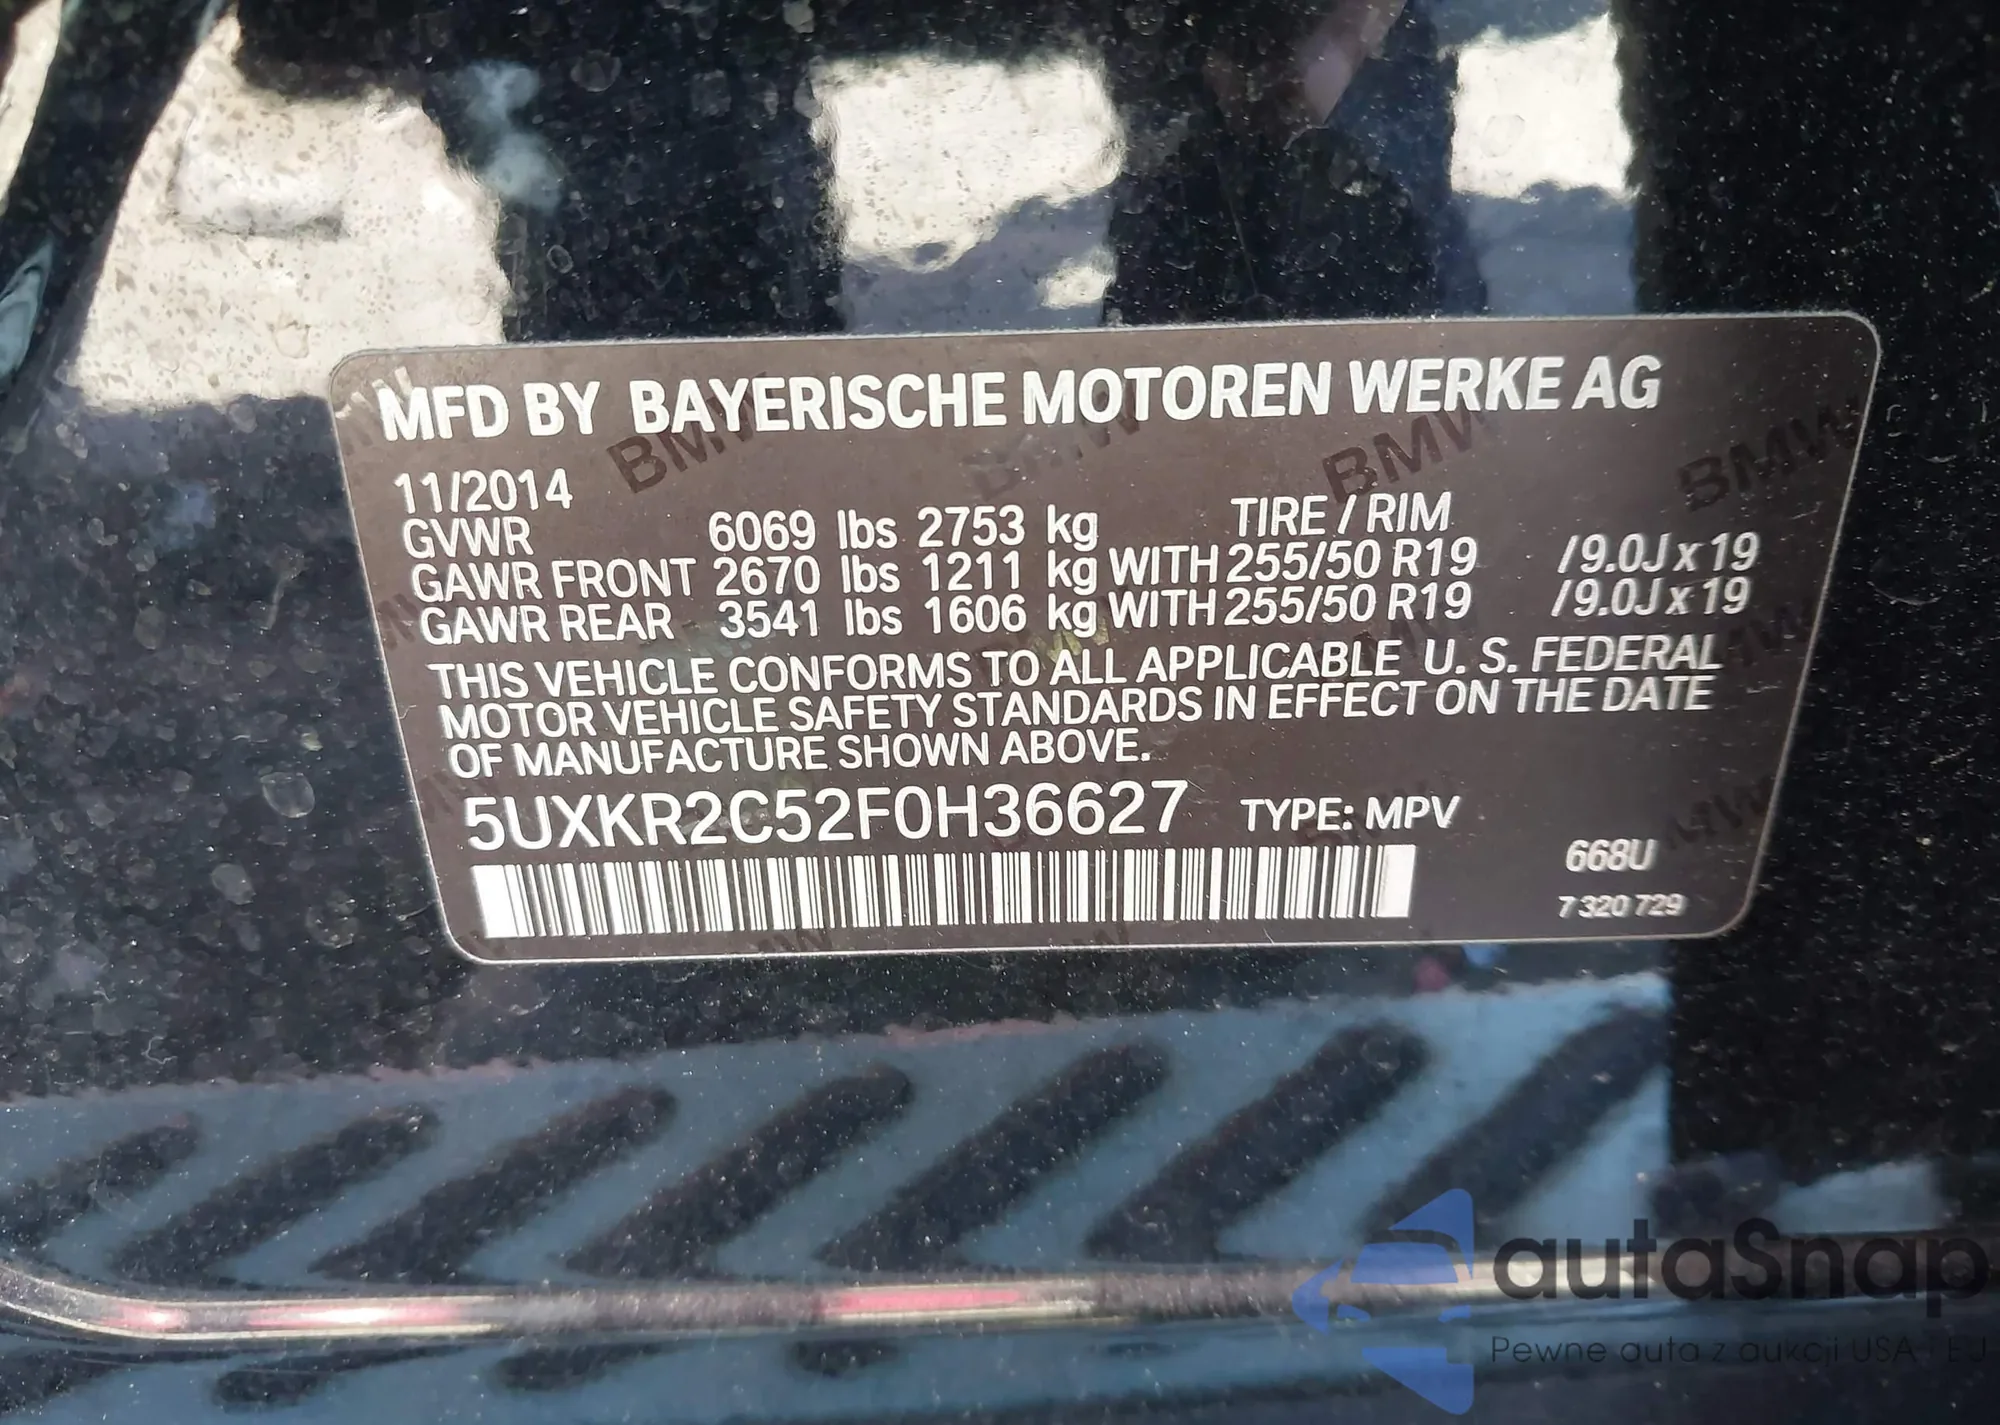 MFD BY BAYERISCHE MOTOREN WERKE AG
11/2014
GVWR 6069 lbs 2753 kg TIRE / RIM
GAWR FRONT 2670 lbs 1211 kg WITH 255/50 R19 /9.0J x 19
GAWR REAR 3541 lbs 1606 kg WITH 255/50 R19 /9.0J x 19
THIS VEHICLE CONFORMS TO ALL APPLICABLE U. S. FEDERAL
MOTOR VEHICLE SAFETY STANDARDS IN EFFECT ON THE DATE
OF MANUFACTURE SHOWN ABOVE.
5UXKR2C52F0H36627 TYPE: MPV
668U
7 320 729
autaSnap
Pewne auta z aukcji USA i EU